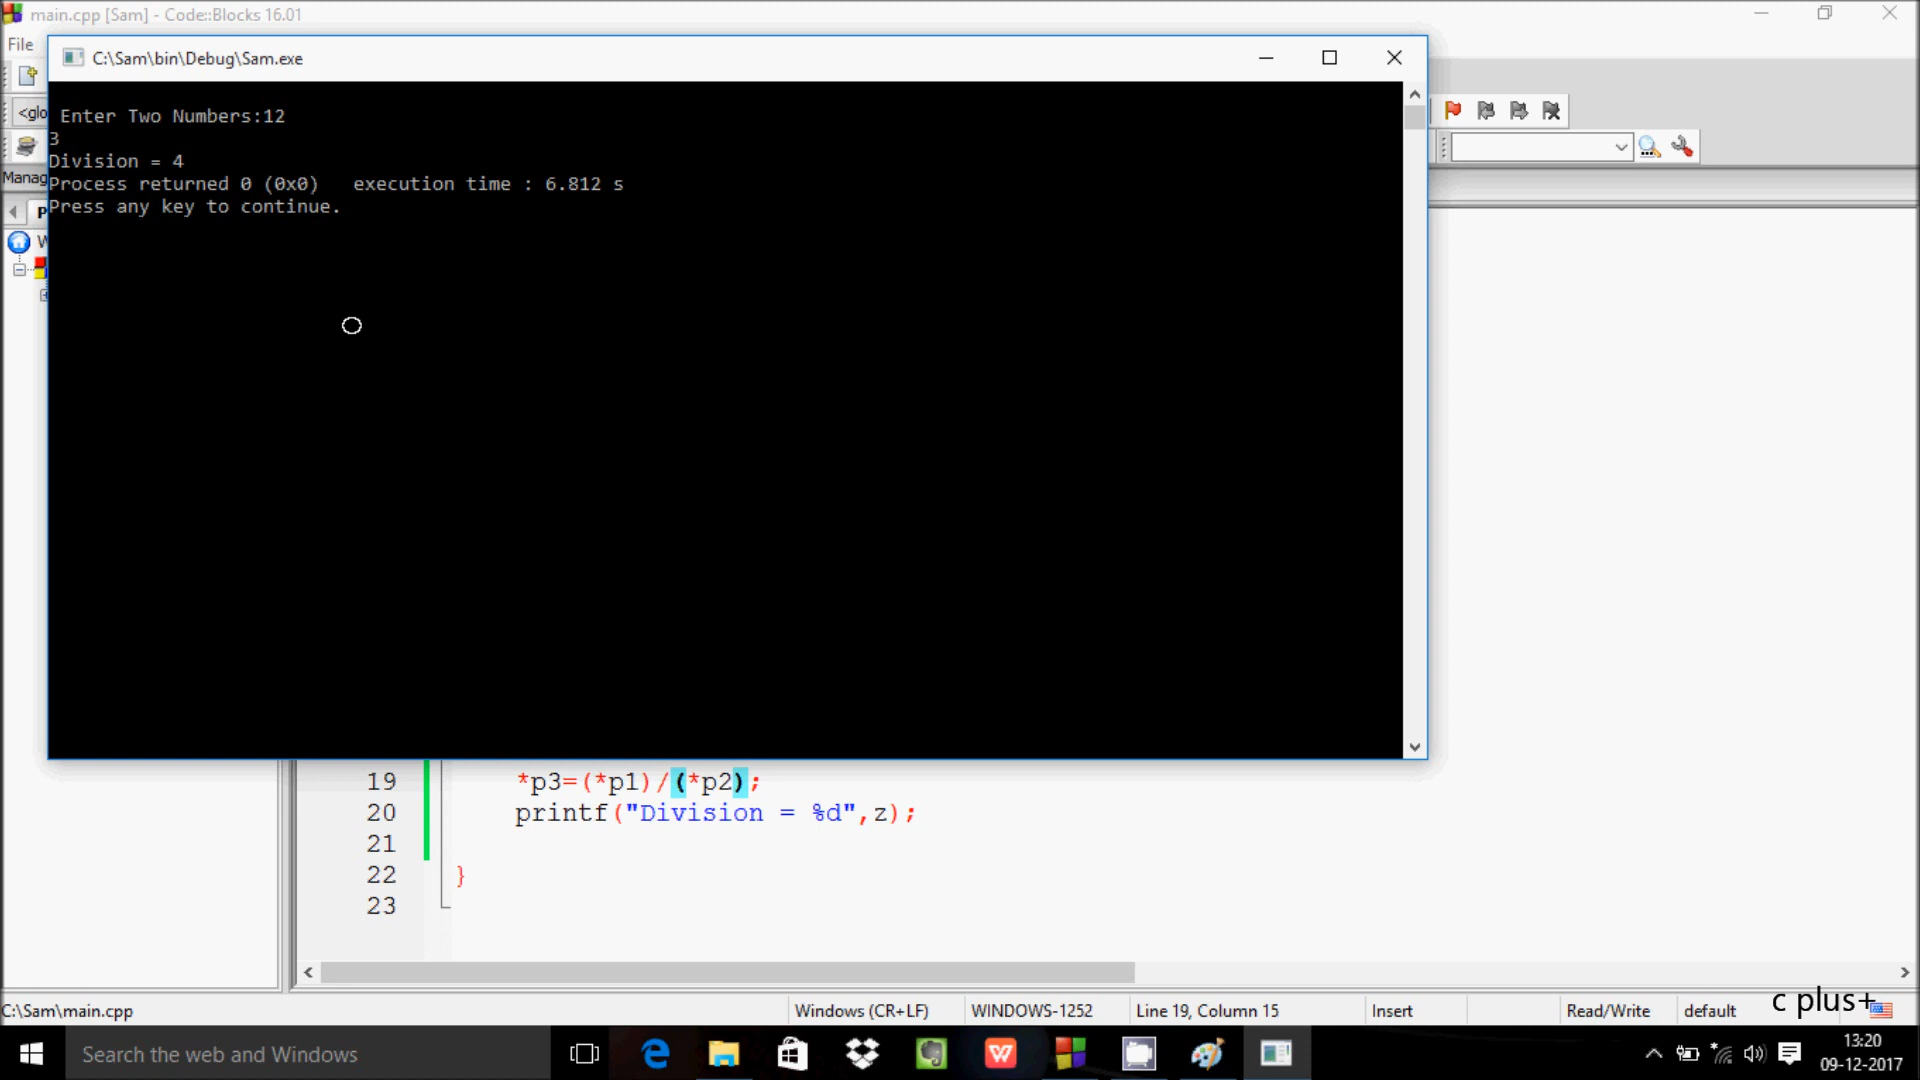 main.cpp [Sam] - Code::Blocks 16.01
File
C:\Sam\bin\Debug\Sam.exe
<glo
Enter Two Numbers:12
3
Division = 4
Manag
Process returned 0 (0x0)   execution time : 6.812 s
Press any key to continue.
P
W
19 *p3=(*p1)/(*p2);
20 printf("Division = %d",z);
21
22 }
23
C:\Sam\main.cpp Windows (CR+LF) WINDOWS-1252 Line 19, Column 15 Insert Read/Write default
c plus+
Search the web and Windows
13:20
09-12-2017